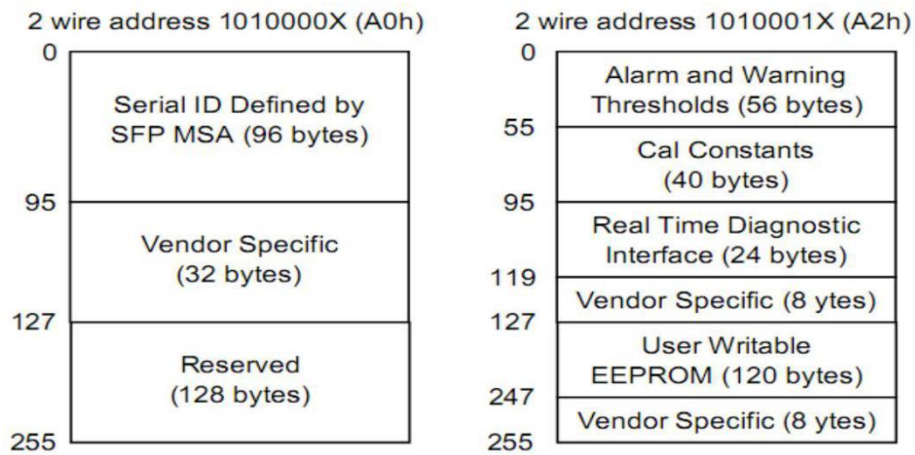 2 wire address 1010000X (A0h)
0
Serial ID Defined by
SFP MSA (96 bytes)
95
Vendor Specific
(32 bytes)
127
Reserved
(128 bytes)
255
2 wire address 1010001X (A2h)
0
Alarm and Warning
Thresholds (56 bytes)
55
Cal Constants
(40 bytes)
95
Real Time Diagnostic
Interface (24 bytes)
119
Vendor Specific (8 ytes)
127
User Writable
EEPROM (120 bytes)
247
Vendor Specific (8 ytes)
255